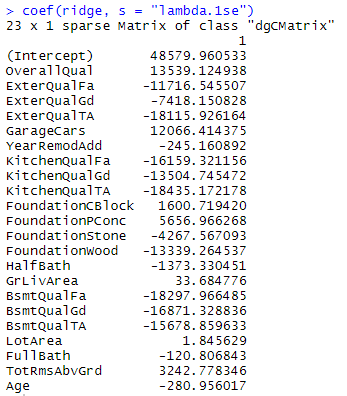 > coef(ridge, s = "lambda.1se")
23 x 1 sparse Matrix of class "dgCMatrix"
1
(Intercept) 48579.960533
OverallQual 13539.124938
ExterQualFa -11716.545507
ExterQualGd -7418.150828
ExterQualTA -18115.926164
GarageCars 12066.414375
YearRemodAdd -245.160892
KitchenQualFa -16159.321156
KitchenQualGd -13504.745472
KitchenQualTA -18435.172178
FoundationCBlock 1600.719420
FoundationPConc 5656.966268
FoundationStone -4267.567093
FoundationWood -13339.264537
HalfBath -1373.330451
GrLivArea 33.684776
BsmtQualFa -18297.966485
BsmtQualGd -16871.328836
BsmtQualTA -15678.859633
LotArea 1.845629
FullBath -120.806843
TotRmsAbvGrd 3242.778346
Age -280.956017